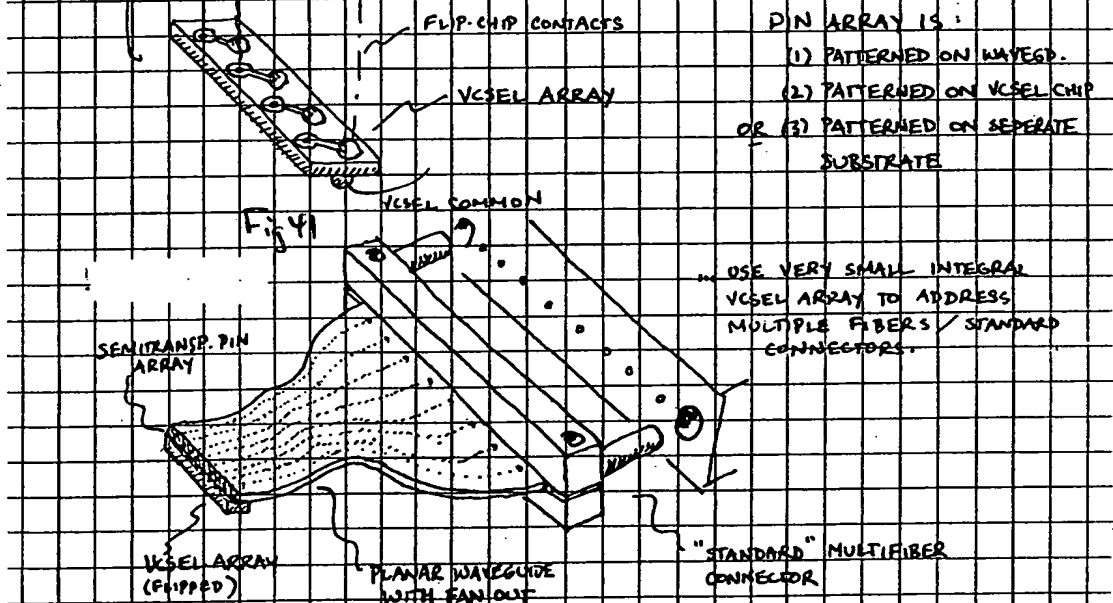 FLIP-CHIP CONTACTS
VCSEL ARRAY
VCSEL COMMON
PIN ARRAY IS:
(1) PATTERNED ON WAVEGD.
(2) PATTERNED ON VCSEL CHIP
OR (3) PATTERNED ON SEPERATE
SUBSTRATE
Fig 41
USE VERY SMALL INTEGRAL
VCSEL ARRAY TO ADDRESS
MULTIPLE FIBERS / STANDARD
CONNECTORS.
SEMITRANSP. PIN
ARRAY
VCSEL ARRAY
(FLIPPED)
PLANAR WAVEGUIDE
WITH FAN OUT
"STANDARD" MULTIFIBER
CONNECTOR